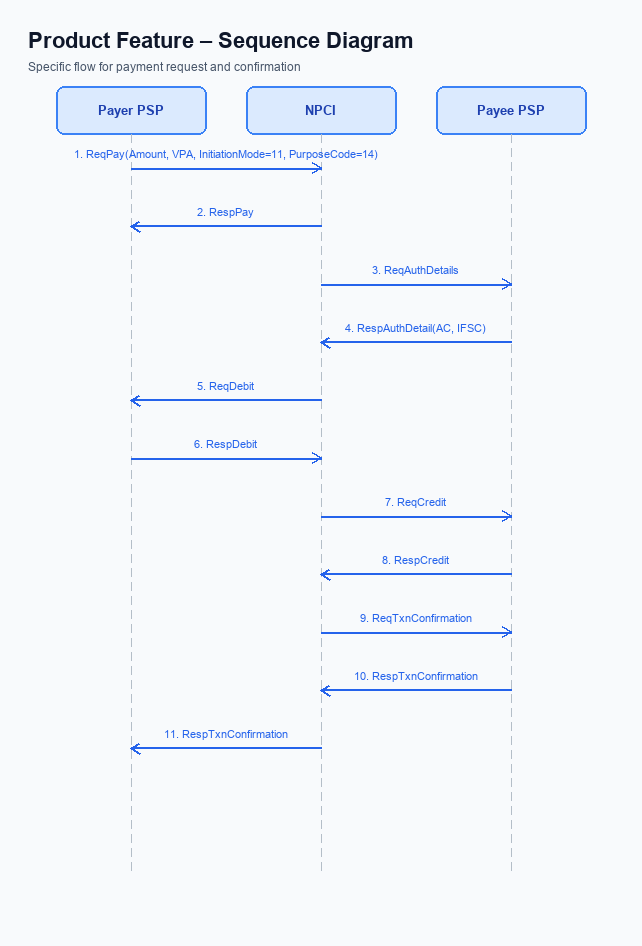 Product Feature – Sequence Diagram
Specific flow for payment request and confirmation
Payer PSP
NPCI
Payee PSP
1. ReqPay(Amount, VPA, InitiationMode=11, PurposeCode=14)
2. RespPay
3. ReqAuthDetails
4. RespAuthDetail(AC, IFSC)
5. ReqDebit
6. RespDebit
7. ReqCredit
8. RespCredit
9. ReqTxnConfirmation
10. RespTxnConfirmation
11. RespTxnConfirmation